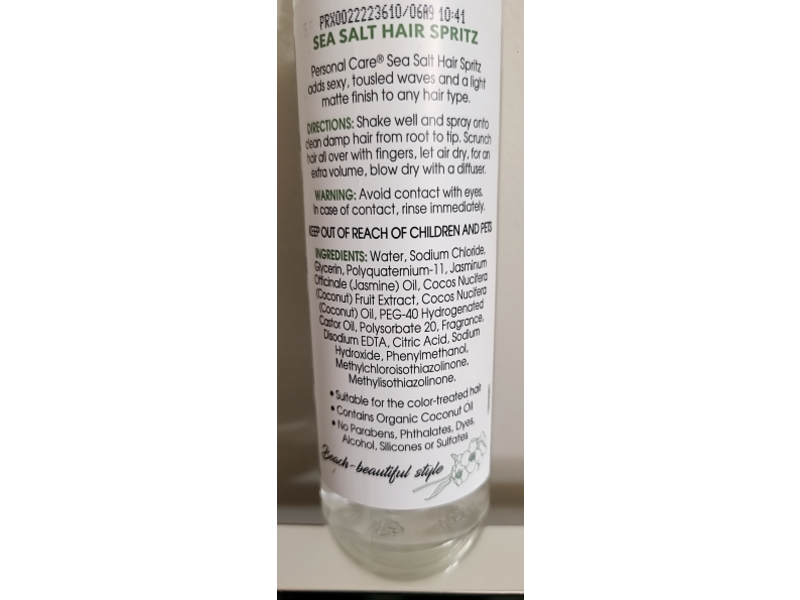 PRX0022223610/06A9 10:41
SEA SALT HAIR SPRITZ
Personal Care® Sea Salt Hair Spritz
adds sexy, tousled waves and a light
matte finish to any hair type.
DIRECTIONS: Shake well and spray onto
clean damp hair from root to tip. Scrunch
hair all over with fingers, let air dry, for an
extra volume, blow dry with a diffuser.
WARNING: Avoid contact with eyes.
In case of contact, rinse immediately.
KEEP OUT OF REACH OF CHILDREN AND PETS
INGREDIENTS: Water, Sodium Chloride,
Glycerin, Polyquaternium-11, Jasminum
Officinale (Jasmine) Oil, Cocos Nucifera
(Coconut) Fruit Extract, Cocos Nucifera
(Coconut) Oil, PEG-40 Hydrogenated
Castor Oil, Polysorbate 20, Fragrance,
Disodium EDTA, Citric Acid, Sodium
Hydroxide, Phenylmethanol,
Methylchloroisothiazolinone,
Methylisothiazolinone.
• Suitable for the color-treated hair
• Contains Organic Coconut Oil
• No Parabens, Phthalates, Dyes,
Alcohol, Silicones or Sulfates
Beach-beautiful style